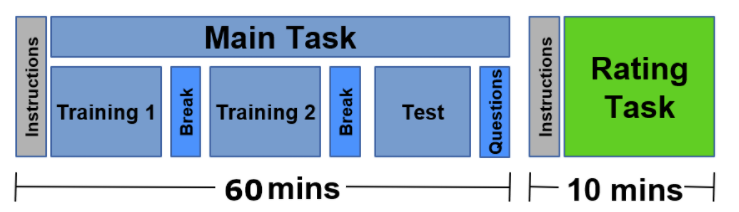 Instructions
Main Task
Training 1
Break
Training 2
Break
Test
Questions
60 mins
Instructions
Rating
Task
10 mins